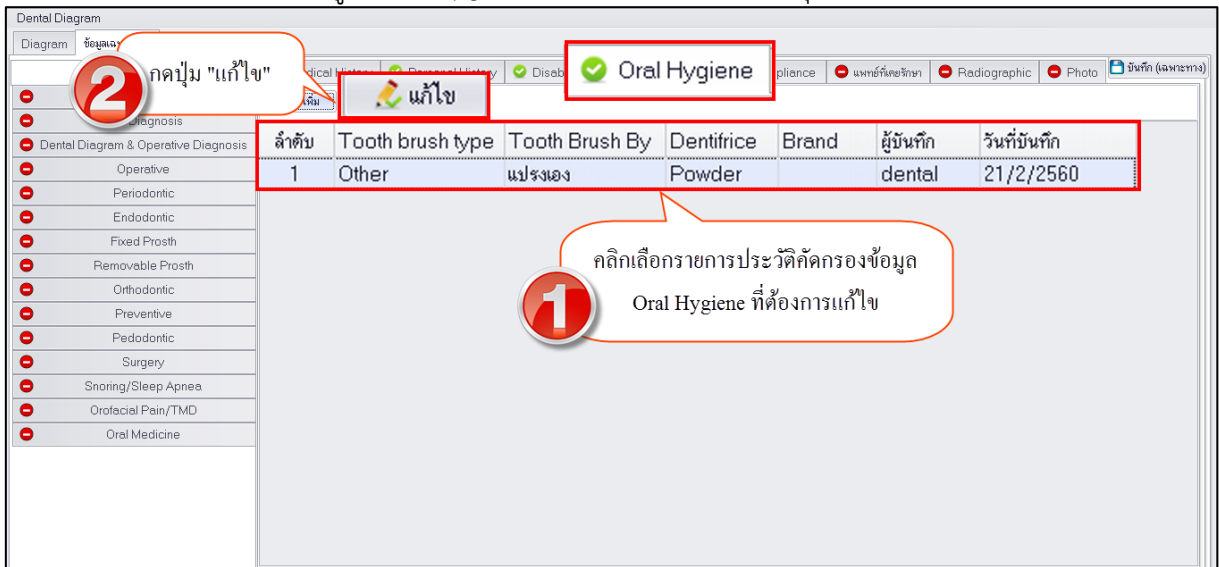 Dental Diagram
Diagram
2
กดปุ่ม "แก้ไข"
Oral Hygiene
แพทย์ที่เคยรักษา
Radiographic
Photo
บันทึก (เฉพาะทาง)
แก้ไข
Diagnosis
Dental Diagram & Operative Diagnosis
Operative
Periodontic
Endodontic
Fixed Prosth
Removable Prosth
Orthodontic
Preventive
Pedodontic
Surgery
Snoring/Sleep Apnea
Orofacial Pain/TMD
Oral Medicine
ลำดับ Tooth brush type Tooth Brush By Dentifrice Brand ผู้บันทึก วันที่บันทึก
1 Other แปรงเอง Powder dental 21/2/2560
1
คลิกเลือกรายการประวัติคัดกรองข้อมูล
Oral Hygiene ที่ต้องการแก้ไข